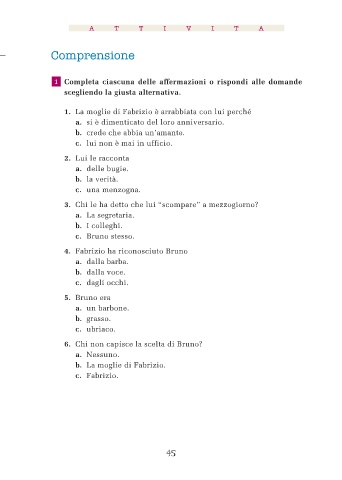 A T T I V I T A
Comprensione
1 Completa ciascuna delle affermazioni o rispondi alle domande
scegliendo la giusta alternativa.
1. La moglie di Fabrizio è arrabbiata con lui perché
a. si è dimenticato del loro anniversario.
b. crede che abbia un'amante.
c. lui non è mai in ufficio.
2. Lui le racconta
a. delle bugie.
b. la verità.
c. una menzogna.
3. Chi le ha detto che lui "scompare" a mezzogiorno?
a. La segretaria.
b. I colleghi.
c. Bruno stesso.
4. Fabrizio ha riconosciuto Bruno
a. dalla barba.
b. dalla voce.
c. dagli occhi.
5. Bruno era
a. un barbone.
b. grasso.
c. ubriaco.
6. Chi non capisce la scelta di Bruno?
a. Nessuno.
b. La moglie di Fabrizio.
c. Fabrizio.
45